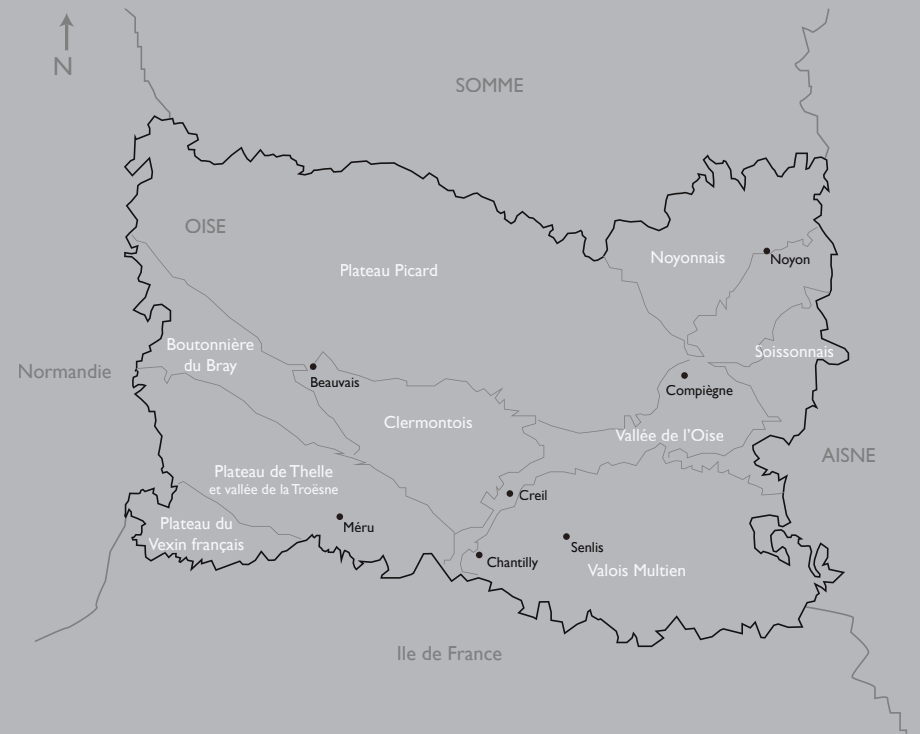 N
SOMME
OISE
Plateau Picard
Noyonnais
Noyon
Boutonnière
du Bray
Soissonnais
Normandie
Beauvais
Compiègne
Clermontois
Vallée de l'Oise
AISNE
Plateau de Thelle
et vallée de la Troësne
Creil
Plateau du
Vexin français
Méru
Senlis
Chantilly
Valois Multien
Ile de France